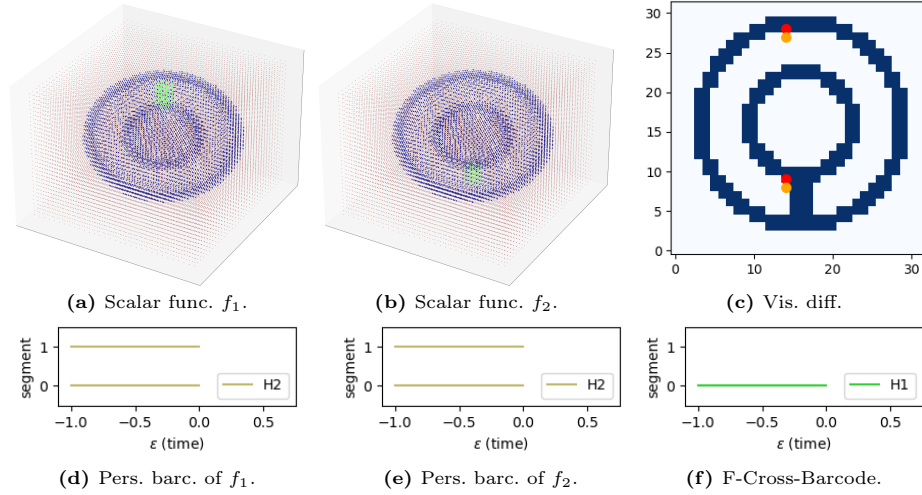 30
25
20
15
10
5
0
0 10 20 30
(a) Scalar func. f₁.
(b) Scalar func. f₂.
(c) Vis. diff.
segment
1
0
H2
−1.0 −0.5 0.0 0.5
ε (time)
segment
1
0
H2
−1.0 −0.5 0.0 0.5
ε (time)
segment
1
0
H1
−1.0 −0.5 0.0 0.5
ε (time)
(d) Pers. barc. of f₁.
(e) Pers. barc. of f₂.
(f) F-Cross-Barcode.